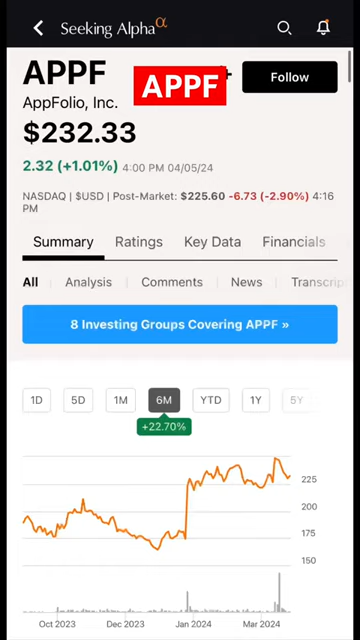 Seeking Alpha α
APPF
APPF
Follow
AppFolio, Inc.
$232.33
2.32 (+1.01%) 4:00 PM 04/05/24
NASDAQ | $USD | Post-Market: $225.60 -6.73 (-2.90%) 4:16
PM
Summary Ratings Key Data Financials
All Analysis Comments News Transcrip
8 Investing Groups Covering APPF »
1D 5D 1M 6M YTD 1Y 5Y
+22.70%
225
200
175
150
Oct 2023 Dec 2023 Jan 2024 Mar 2024